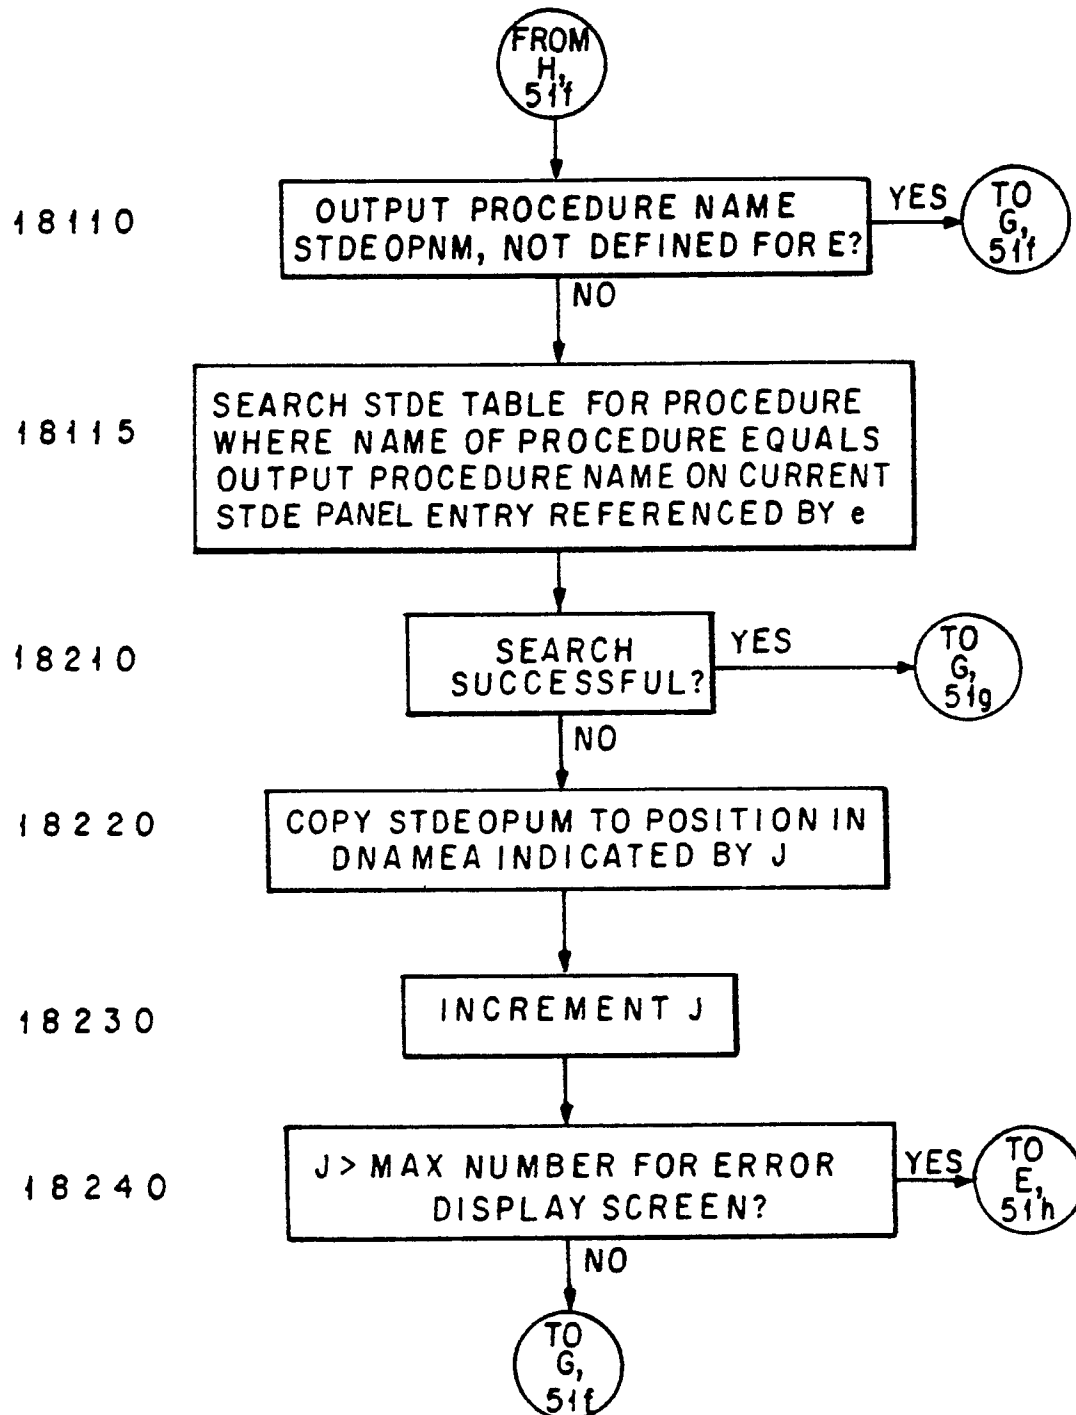 FROM
H,
51f
18110
OUTPUT PROCEDURE NAME
STDEOPNM, NOT DEFINED FOR E?
YES
TO
G,
51f
NO
18115
SEARCH STDE TABLE FOR PROCEDURE
WHERE NAME OF PROCEDURE EQUALS
OUTPUT PROCEDURE NAME ON CURRENT
STDE PANEL ENTRY REFERENCED BY e
18210
SEARCH
SUCCESSFUL?
YES
TO
G,
51g
NO
18220
COPY STDEOPUM TO POSITION IN
DNAMEA INDICATED BY J
18230
INCREMENT J
18240
J > MAX NUMBER FOR ERROR
DISPLAY SCREEN?
YES
TO
E,
51h
NO
TO
G,
51f